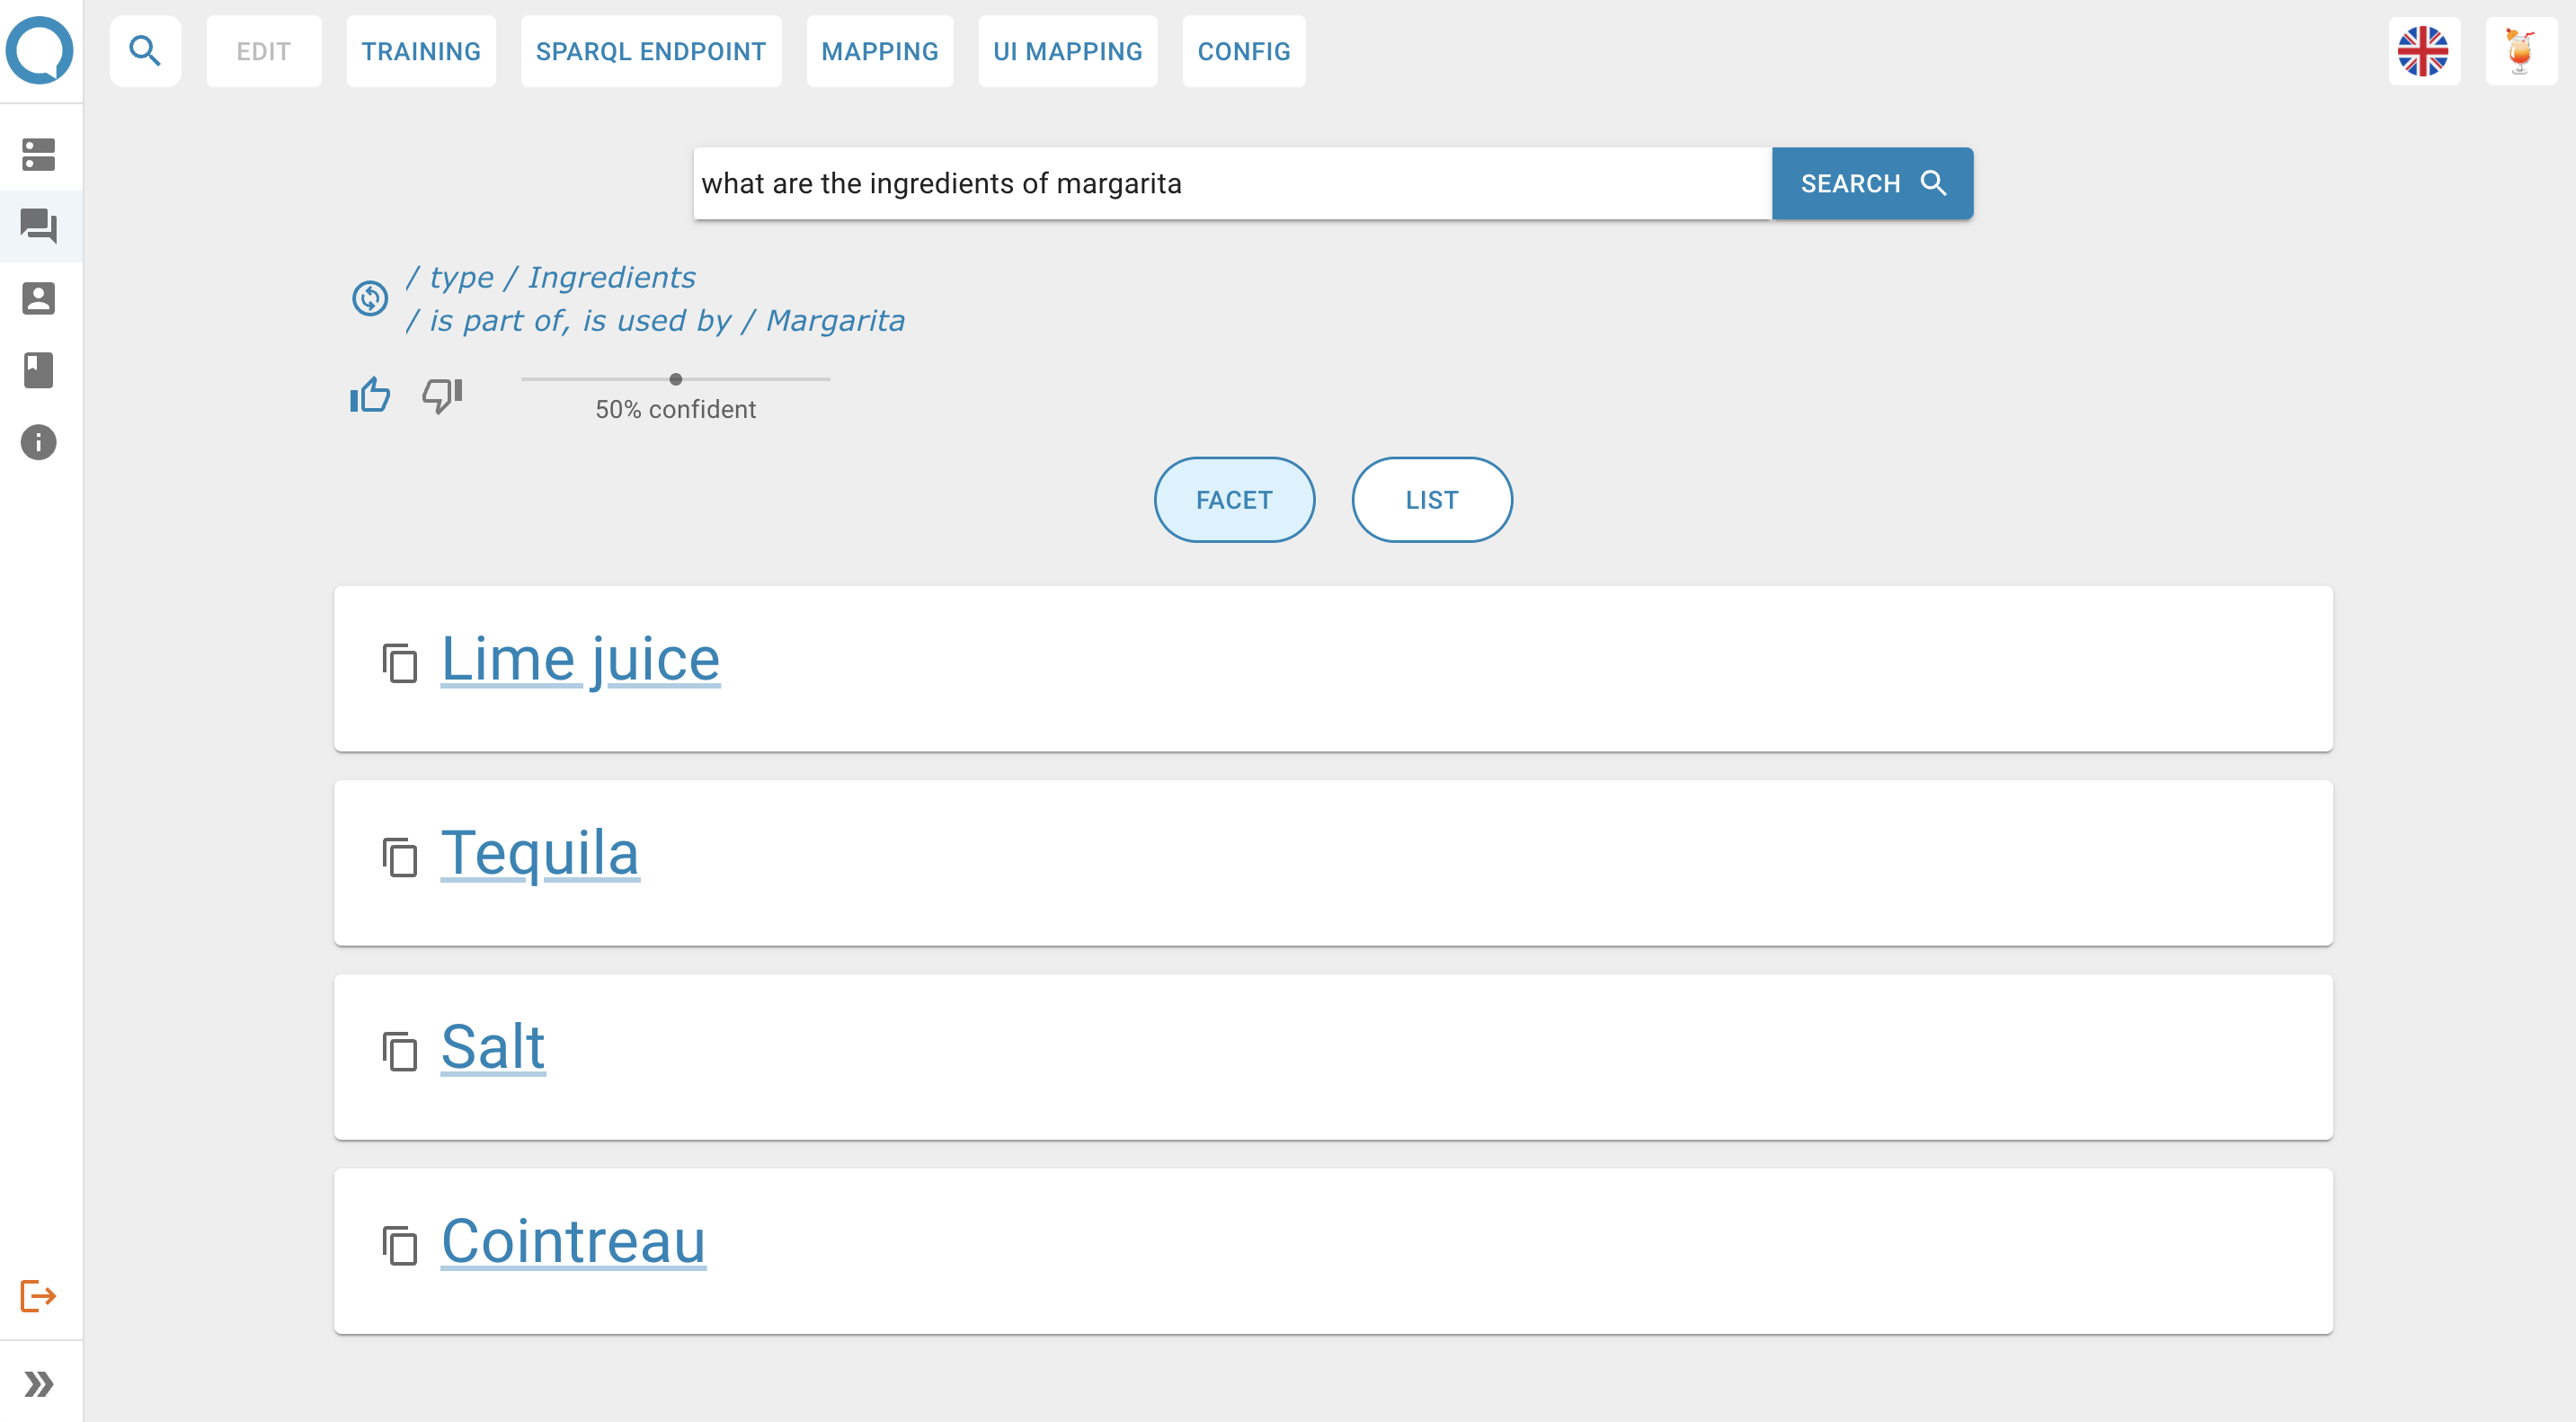 EDIT TRAINING SPARQL ENDPOINT MAPPING UI MAPPING CONFIG
what are the ingredients of margarita SEARCH
/ type / Ingredients
/ is part of, is used by / Margarita
50% confident
FACET LIST
Lime juice
Tequila
Salt
Cointreau